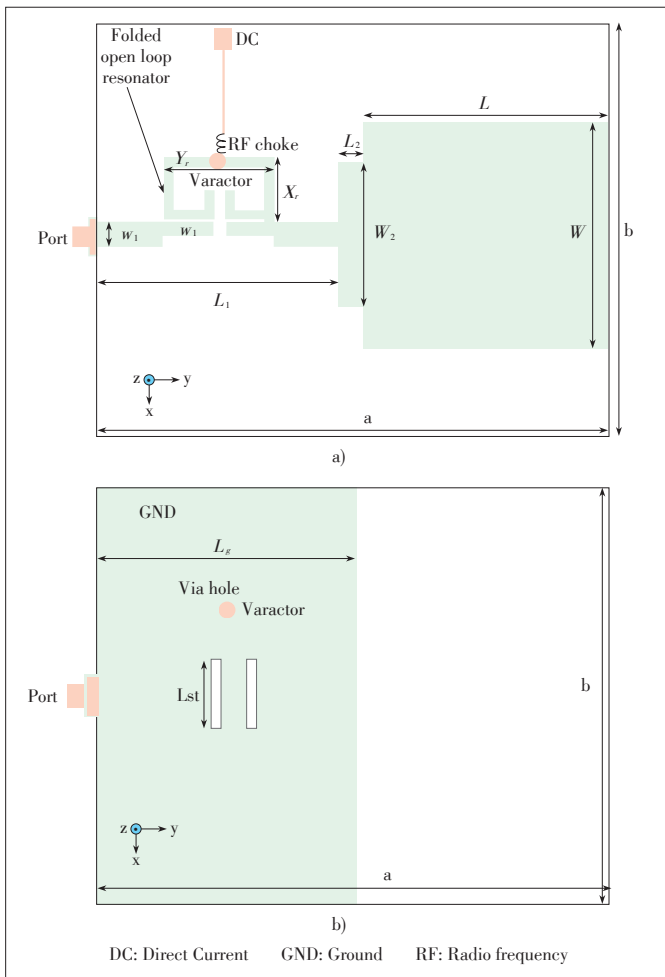 Folded
open loop
resonator
DC
RF choke
Yr
Varactor
Xr
L
L2
Port
w1
w1
W2
W
b
L1
z
y
x
a
a)
GND
Lg
Via hole
Varactor
Port
Lst
b
z
y
x
a
b)
DC: Direct Current GND: Ground RF: Radio frequency